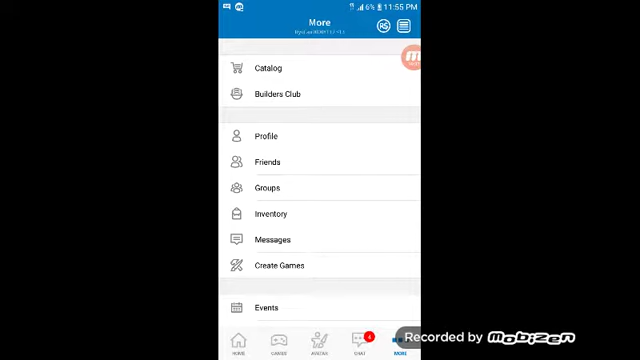 6% 11:55 PM
More
Catalog
Builders Club
Profile
Friends
Groups
Inventory
Messages
Create Games
Events
HOME
GAMES
AVATAR
CHAT
4
MORE
Recorded by Mobizen